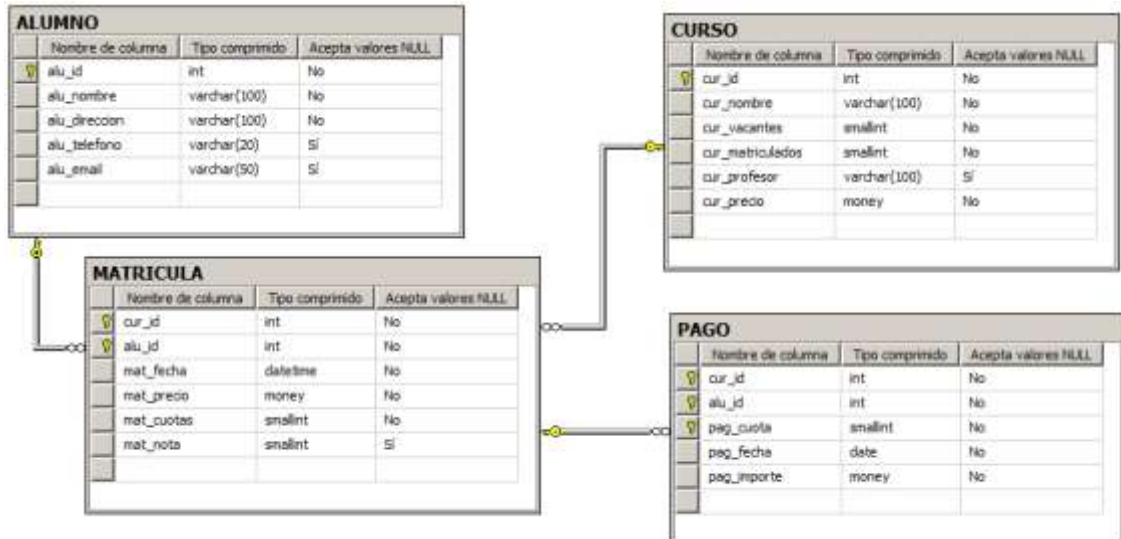 ALUMNO
Nombre de columna Tipo comprimido Acepta valores NULL
alu_id int No
alu_nombre varchar(100) No
alu_direccion varchar(100) No
alu_telefono varchar(20) Sí
alu_email varchar(50) Sí
CURSO
Nombre de columna Tipo comprimido Acepta valores NULL
cur_id int No
cur_nombre varchar(100) No
cur_vacantes smallint No
cur_matriculados smallint No
cur_profesor varchar(100) Sí
cur_precio money No
MATRICULA
Nombre de columna Tipo comprimido Acepta valores NULL
cur_id int No
alu_id int No
mat_fecha datetime No
mat_precio money No
mat_cuotas smallint No
mat_nota smallint Sí
PAGO
Nombre de columna Tipo comprimido Acepta valores NULL
cur_id int No
alu_id int No
pag_cuota smallint No
pag_fecha date No
pag_importe money No